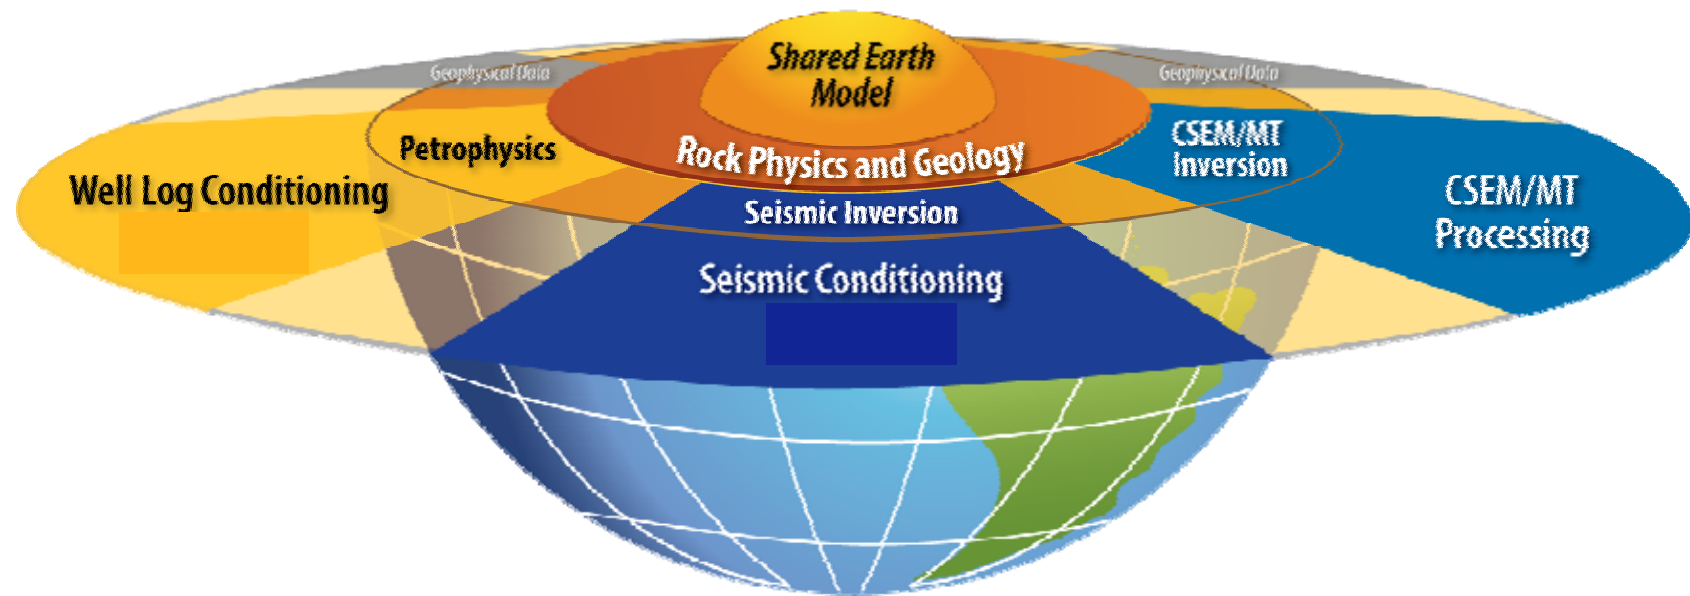 Shared Earth
Model
Geophysical Data
Geophysical Data
Petrophysics
Rock Physics and Geology
CSEM/MT
Inversion
Well Log Conditioning
Seismic Inversion
CSEM/MT
Processing
Seismic Conditioning